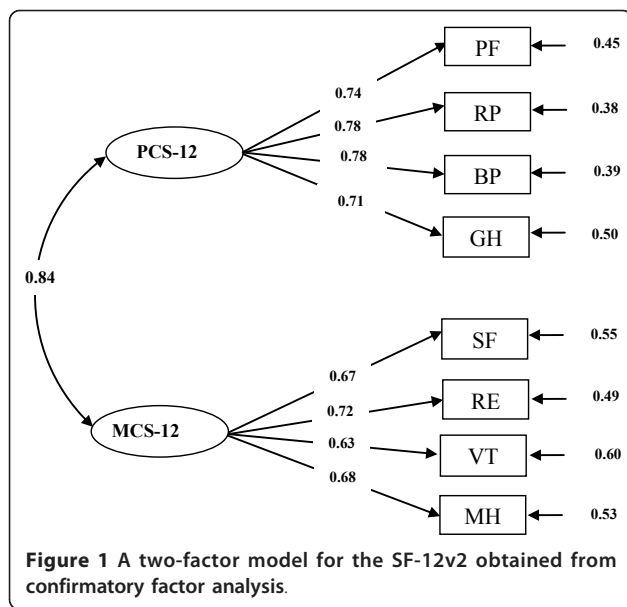 PF
0.45
0.74
RP
0.38
0.78
PCS-12
0.78
BP
0.39
0.71
GH
0.50
0.84
SF
0.55
0.67
RE
0.49
0.72
MCS-12
0.63
VT
0.60
0.68
MH
0.53
Figure 1 A two-factor model for the SF-12v2 obtained from
confirmatory factor analysis.